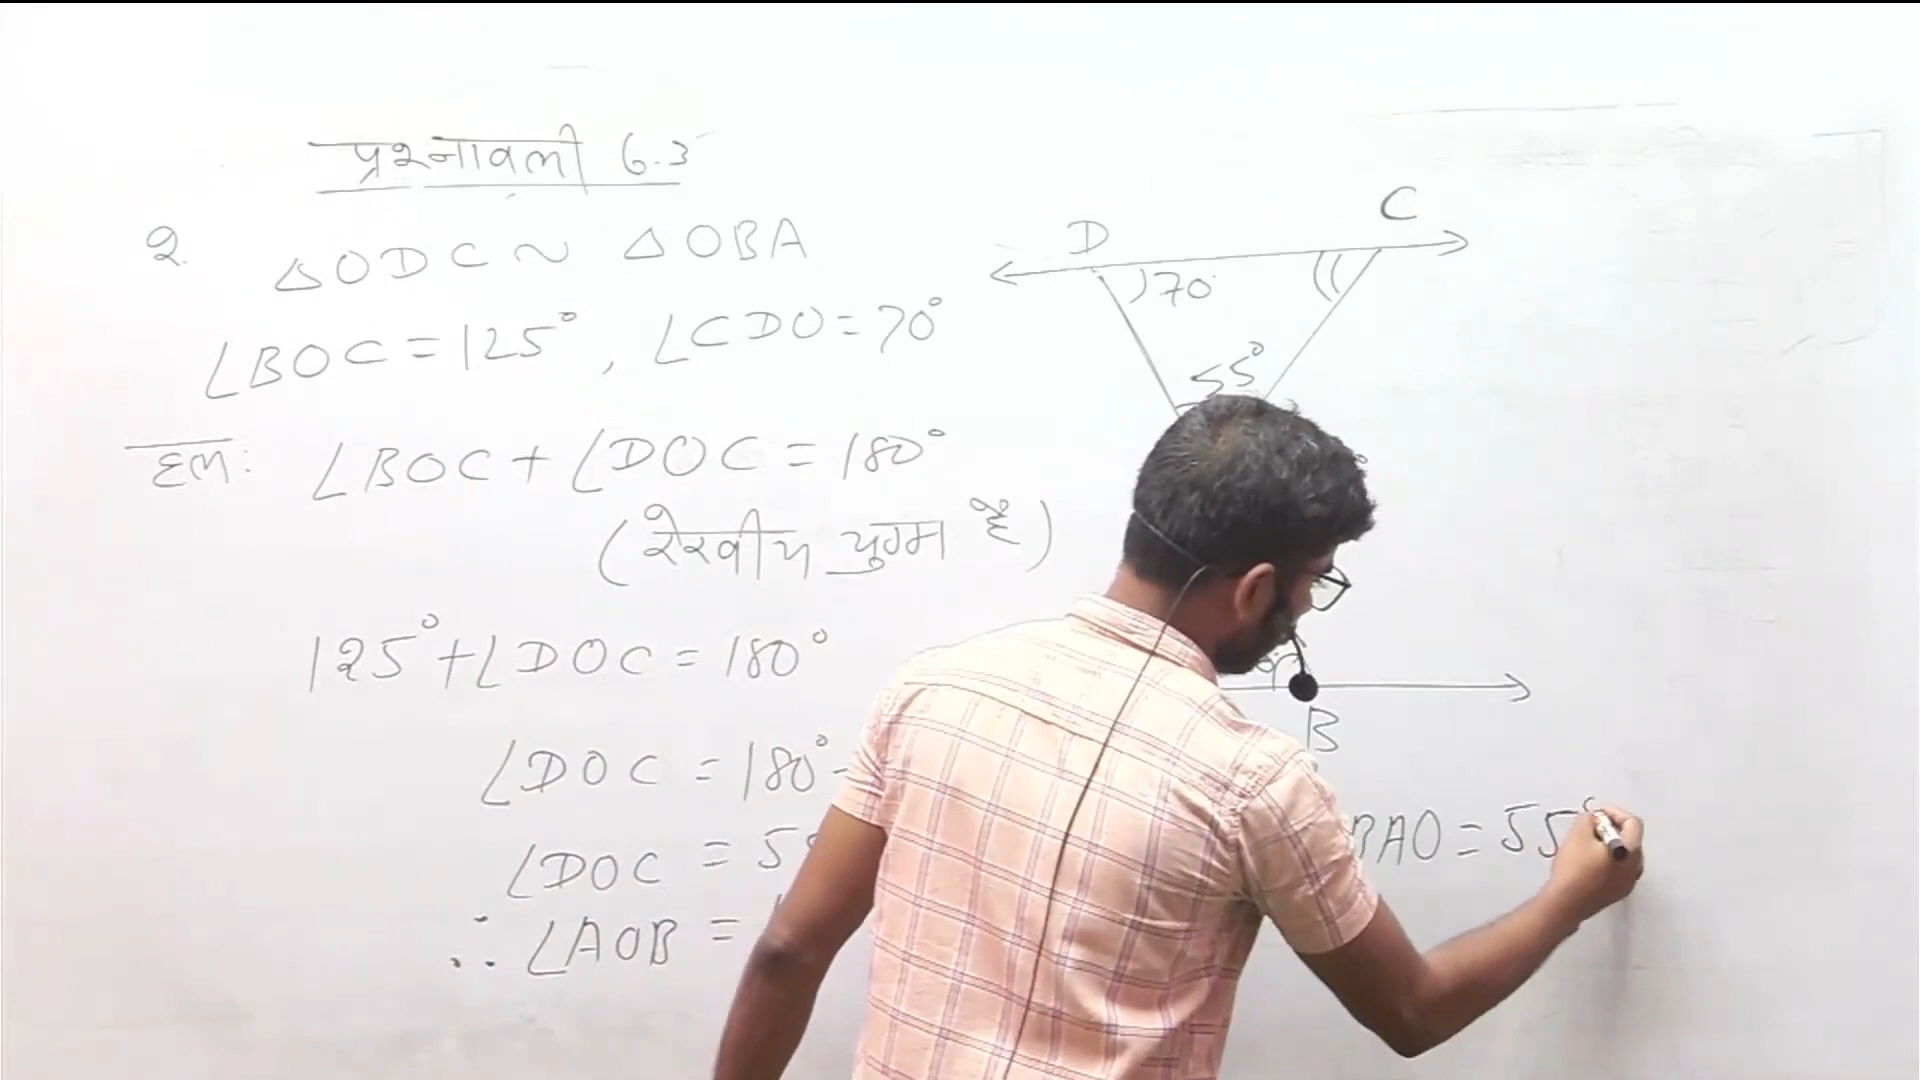 प्रश्नावली 6.3
2. △ODC ~ △OBA
∠BOC = 125°, ∠CDO = 70°
हल: ∠BOC + ∠DOC = 180°
(रेखीय युग्म है)
125° + ∠DOC = 180°
∠DOC = 180° -
∠DOC = 55
∴ ∠AOB =
D
C
70°
55°
B
BAO = 55°